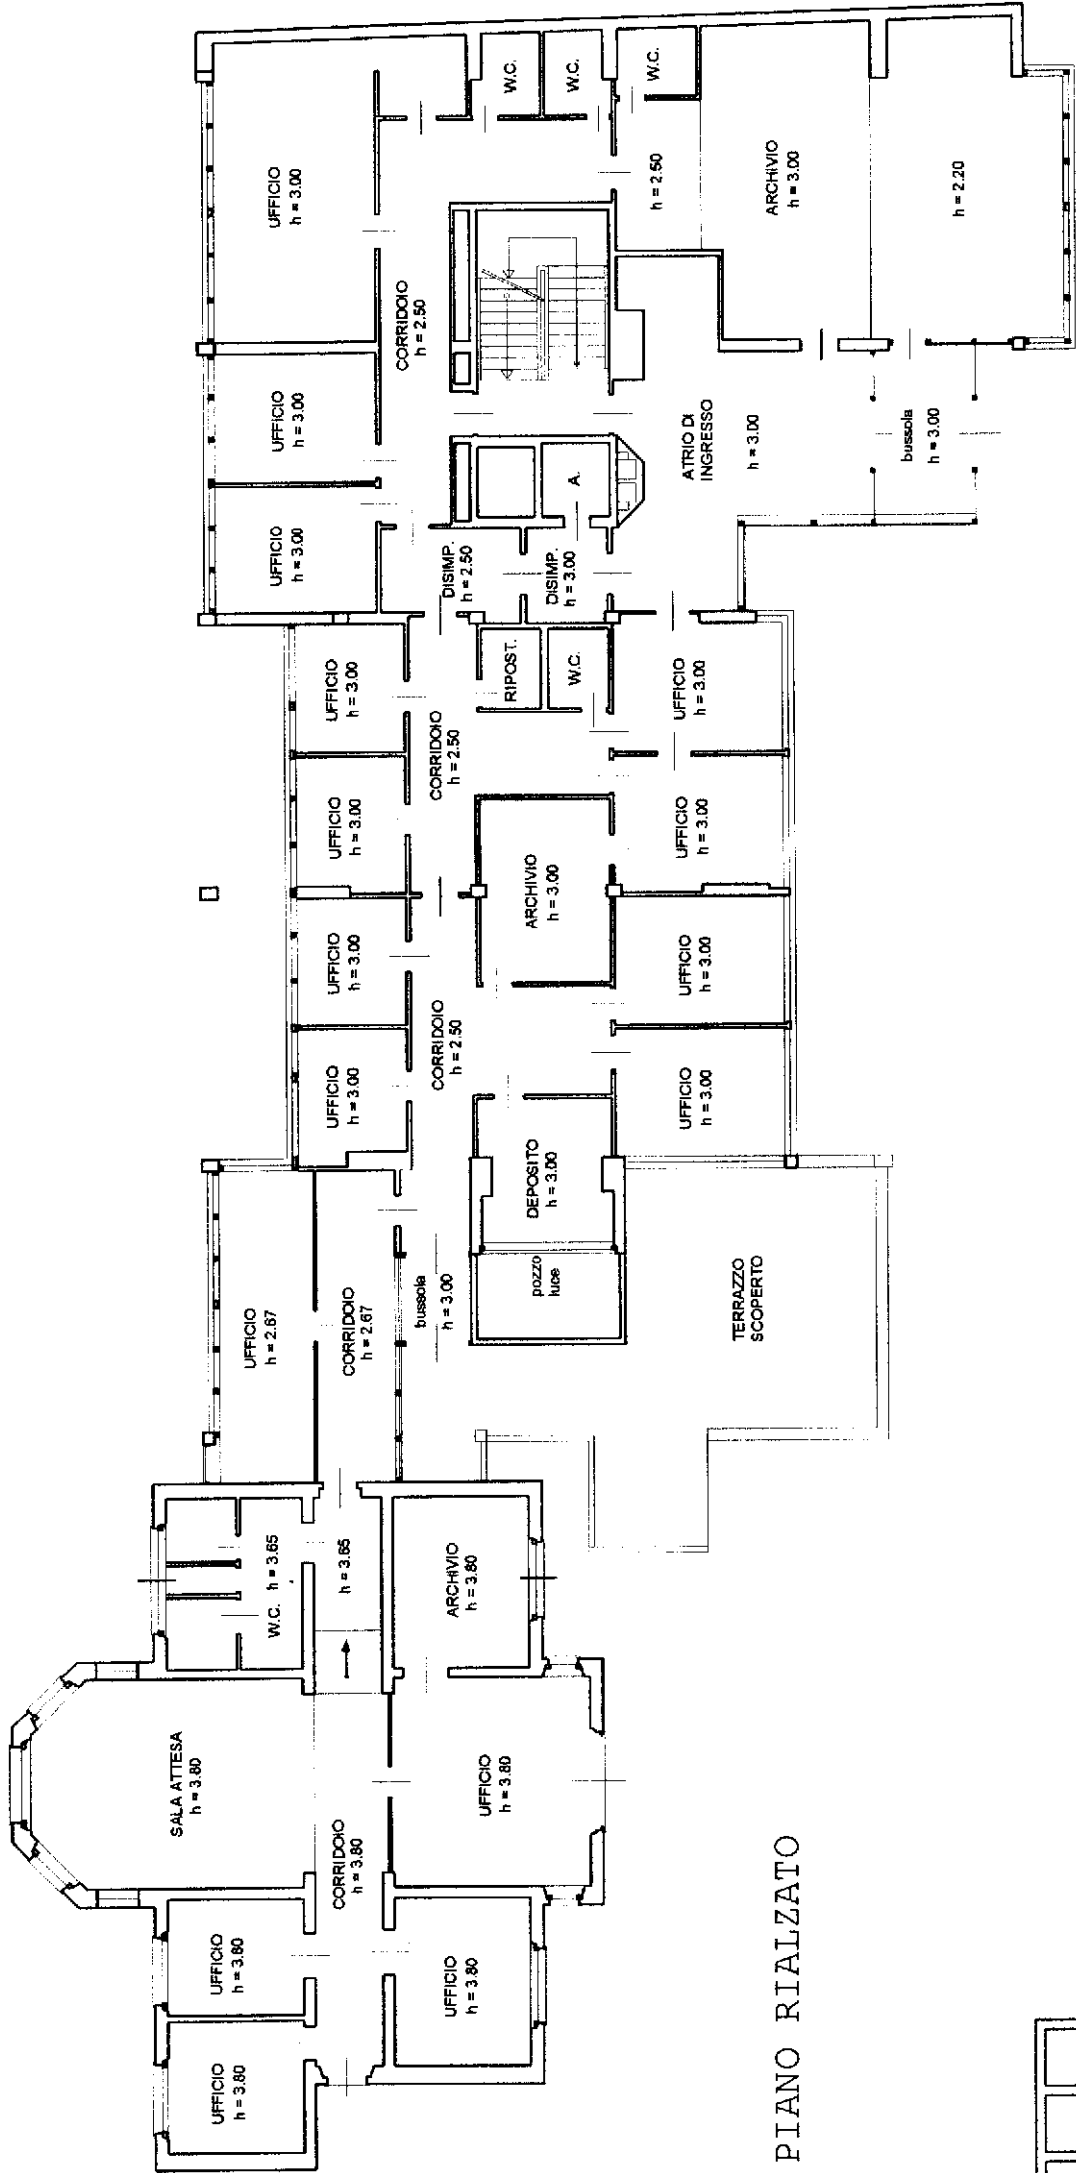 UFFICIO
h = 3.00
W.C.
W.C.
W.C.
h = 2.50
ARCHIVIO
h = 3.00
h = 2.20
CORRIDOIO
h = 2.50
UFFICIO
h = 3.00
UFFICIO
h = 3.00
ATRIO DI
INGRESSO
h = 3.00
bussola
h = 3.00
A.
DISIMP.
h = 2.50
DISIMP.
h = 3.00
UFFICIO
h = 3.00
RIPOST.
W.C.
UFFICIO
h = 3.00
CORRIDOIO
h = 2.50
UFFICIO
h = 3.00
UFFICIO
h = 3.00
ARCHIVIO
h = 3.00
UFFICIO
h = 3.00
UFFICIO
h = 3.00
CORRIDOIO
h = 2.50
UFFICIO
h = 3.00
UFFICIO
h = 3.00
DEPOSITO
h = 3.00
pozzo
luce
bussola
h = 3.00
UFFICIO
h = 2.67
CORRIDOIO
h = 2.67
TERRAZZO
SCOPERTO
W.C. h = 3.65
h = 3.65
ARCHIVIO
h = 3.80
SALA ATTESA
h = 3.80
UFFICIO
h = 3.80
CORRIDOIO
h = 3.80
UFFICIO
h = 3.80
UFFICIO
h = 3.80
UFFICIO
h = 3.80
PIANO RIALZATO